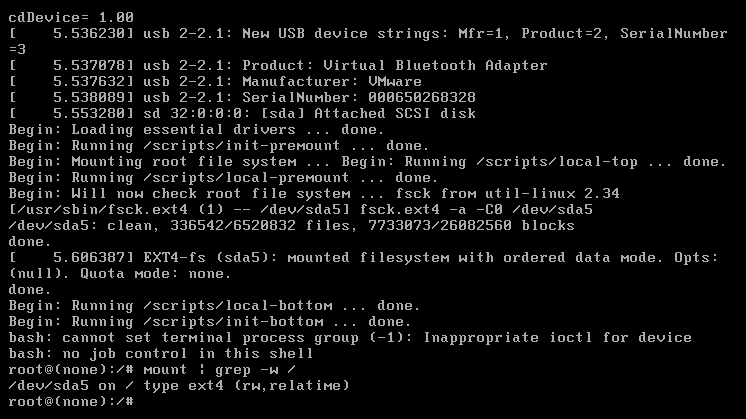 cdDevice= 1.00
[    5.536230] usb 2-2.1: New USB device strings: Mfr=1, Product=2, SerialNumber
=3
[    5.537078] usb 2-2.1: Product: Virtual Bluetooth Adapter
[    5.537632] usb 2-2.1: Manufacturer: VMware
[    5.538089] usb 2-2.1: SerialNumber: 000650268328
[    5.553280] sd 32:0:0:0: [sda] Attached SCSI disk
Begin: Loading essential drivers ... done.
Begin: Running /scripts/init-premount ... done.
Begin: Mounting root file system ... Begin: Running /scripts/local-top ... done.
Begin: Running /scripts/local-premount ... done.
Begin: Will now check root file system ... fsck from util-linux 2.34
[/usr/sbin/fsck.ext4 (1) -- /dev/sda5] fsck.ext4 -a -C0 /dev/sda5
/dev/sda5: clean, 336542/6520832 files, 7733073/26082560 blocks
done.
[    5.606387] EXT4-fs (sda5): mounted filesystem with ordered data mode. Opts:
(null). Quota mode: none.
done.
Begin: Running /scripts/local-bottom ... done.
Begin: Running /scripts/init-bottom ... done.
bash: cannot set terminal process group (-1): Inappropriate ioctl for device
bash: no job control in this shell
root@(none):/# mount | grep -w /
/dev/sda5 on / type ext4 (rw,relatime)
root@(none):/#